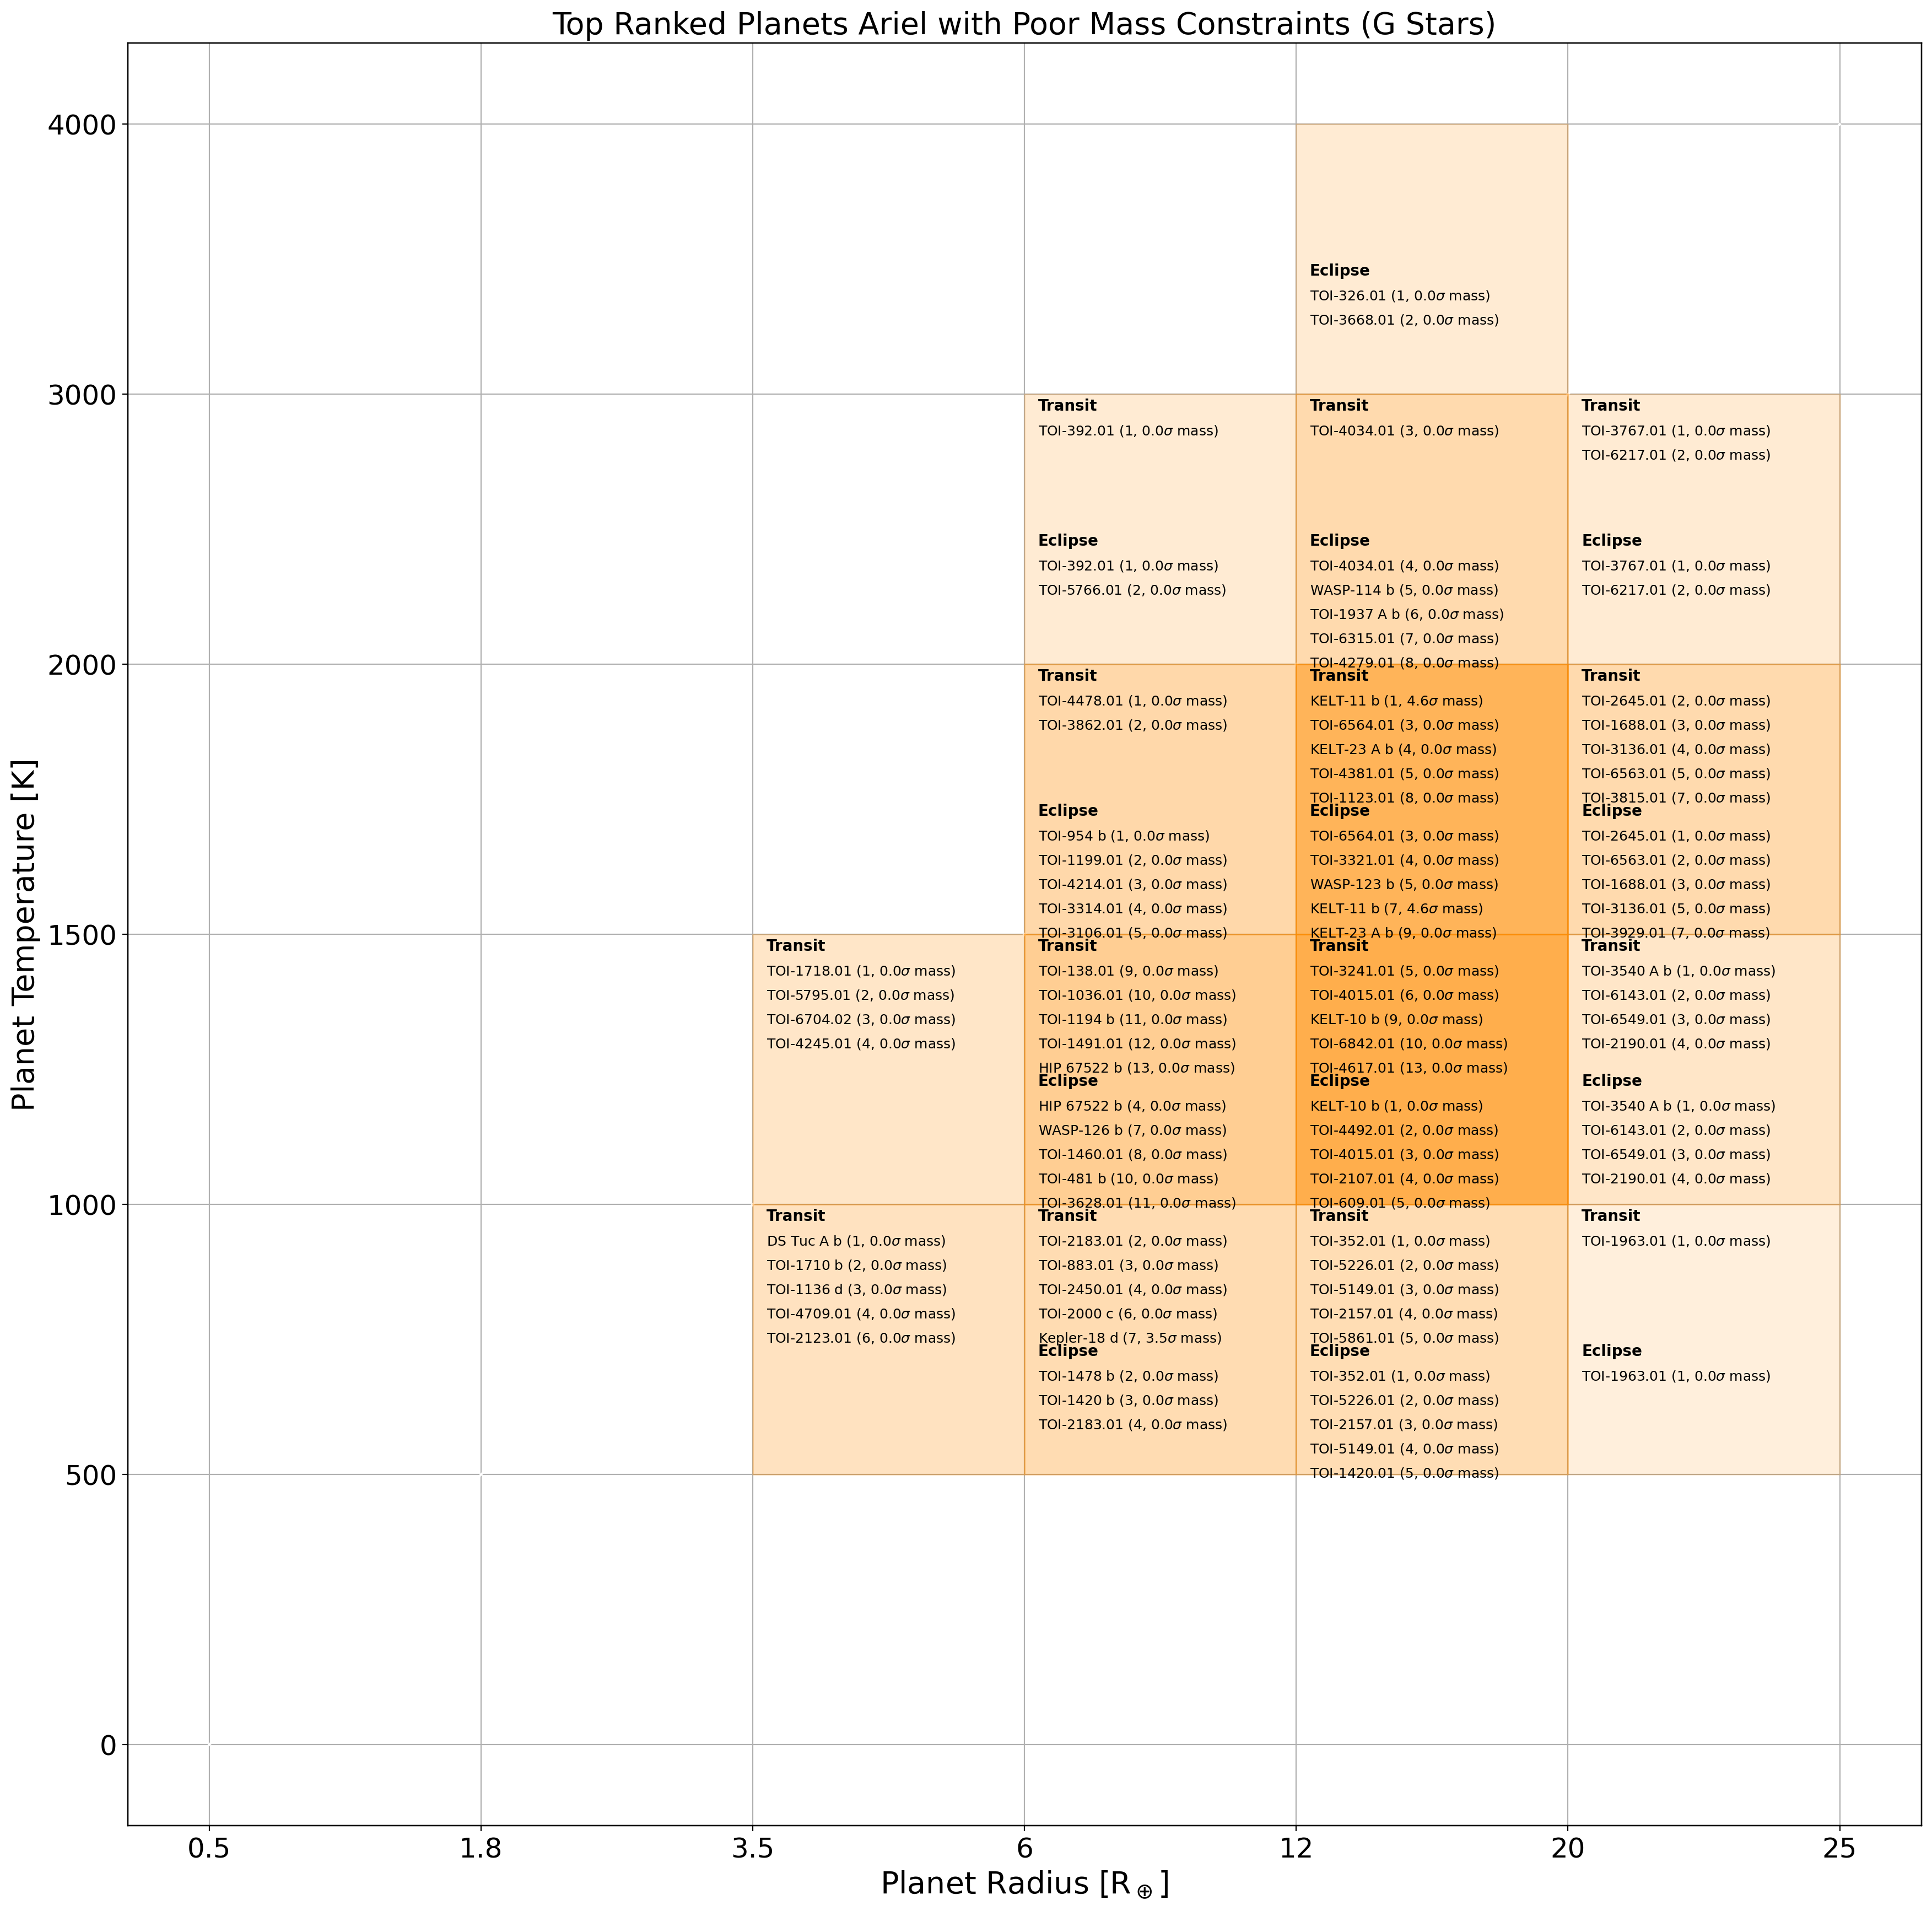 Top Ranked Planets Ariel with Poor Mass Constraints (G Stars)
Planet Temperature [K]
4000
3000
2000
1500
1000
500
0
Eclipse
TOI-326.01 (1, 0.0σ mass)
TOI-3668.01 (2, 0.0σ mass)
Transit
TOI-392.01 (1, 0.0σ mass)
Eclipse
TOI-392.01 (1, 0.0σ mass)
TOI-5766.01 (2, 0.0σ mass)
Transit
TOI-4034.01 (3, 0.0σ mass)
Eclipse
TOI-4034.01 (4, 0.0σ mass)
WASP-114 b (5, 0.0σ mass)
TOI-1937 A b (6, 0.0σ mass)
TOI-6315.01 (7, 0.0σ mass)
TOI-4279.01 (8, 0.0σ mass)
Transit
TOI-3767.01 (1, 0.0σ mass)
TOI-6217.01 (2, 0.0σ mass)
Eclipse
TOI-3767.01 (1, 0.0σ mass)
TOI-6217.01 (2, 0.0σ mass)
Transit
TOI-4478.01 (1, 0.0σ mass)
TOI-3862.01 (2, 0.0σ mass)
Eclipse
TOI-954 b (1, 0.0σ mass)
TOI-1199.01 (2, 0.0σ mass)
TOI-4214.01 (3, 0.0σ mass)
TOI-3314.01 (4, 0.0σ mass)
TOI-3106.01 (5, 0.0σ mass)
Transit
KELT-11 b (1, 4.6σ mass)
TOI-6564.01 (3, 0.0σ mass)
KELT-23 A b (4, 0.0σ mass)
TOI-4381.01 (5, 0.0σ mass)
TOI-1123.01 (8, 0.0σ mass)
Eclipse
TOI-6564.01 (3, 0.0σ mass)
TOI-3321.01 (4, 0.0σ mass)
WASP-123 b (5, 0.0σ mass)
KELT-11 b (7, 4.6σ mass)
KELT-23 A b (9, 0.0σ mass)
Transit
TOI-2645.01 (2, 0.0σ mass)
TOI-1688.01 (3, 0.0σ mass)
TOI-3136.01 (4, 0.0σ mass)
TOI-6563.01 (5, 0.0σ mass)
TOI-3815.01 (7, 0.0σ mass)
Eclipse
TOI-2645.01 (1, 0.0σ mass)
TOI-6563.01 (2, 0.0σ mass)
TOI-1688.01 (3, 0.0σ mass)
TOI-3136.01 (5, 0.0σ mass)
TOI-3929.01 (7, 0.0σ mass)
Transit
TOI-1718.01 (1, 0.0σ mass)
TOI-5795.01 (2, 0.0σ mass)
TOI-6704.02 (3, 0.0σ mass)
TOI-4245.01 (4, 0.0σ mass)
Transit
TOI-138.01 (9, 0.0σ mass)
TOI-1036.01 (10, 0.0σ mass)
TOI-1194 b (11, 0.0σ mass)
TOI-1491.01 (12, 0.0σ mass)
HIP 67522 b (13, 0.0σ mass)
Eclipse
HIP 67522 b (4, 0.0σ mass)
WASP-126 b (7, 0.0σ mass)
TOI-1460.01 (8, 0.0σ mass)
TOI-481 b (10, 0.0σ mass)
TOI-3628.01 (11, 0.0σ mass)
Transit
TOI-3241.01 (5, 0.0σ mass)
TOI-4015.01 (6, 0.0σ mass)
KELT-10 b (9, 0.0σ mass)
TOI-6842.01 (10, 0.0σ mass)
TOI-4617.01 (13, 0.0σ mass)
Eclipse
KELT-10 b (1, 0.0σ mass)
TOI-4492.01 (2, 0.0σ mass)
TOI-4015.01 (3, 0.0σ mass)
TOI-2107.01 (4, 0.0σ mass)
TOI-609.01 (5, 0.0σ mass)
Transit
TOI-3540 A b (1, 0.0σ mass)
TOI-6143.01 (2, 0.0σ mass)
TOI-6549.01 (3, 0.0σ mass)
TOI-2190.01 (4, 0.0σ mass)
Eclipse
TOI-3540 A b (1, 0.0σ mass)
TOI-6143.01 (2, 0.0σ mass)
TOI-6549.01 (3, 0.0σ mass)
TOI-2190.01 (4, 0.0σ mass)
Transit
DS Tuc A b (1, 0.0σ mass)
TOI-1710 b (2, 0.0σ mass)
TOI-1136 d (3, 0.0σ mass)
TOI-4709.01 (4, 0.0σ mass)
TOI-2123.01 (6, 0.0σ mass)
Transit
TOI-2183.01 (2, 0.0σ mass)
TOI-883.01 (3, 0.0σ mass)
TOI-2450.01 (4, 0.0σ mass)
TOI-2000 c (6, 0.0σ mass)
Kepler-18 d (7, 3.5σ mass)
Eclipse
TOI-1478 b (2, 0.0σ mass)
TOI-1420 b (3, 0.0σ mass)
TOI-2183.01 (4, 0.0σ mass)
Transit
TOI-352.01 (1, 0.0σ mass)
TOI-5226.01 (2, 0.0σ mass)
TOI-5149.01 (3, 0.0σ mass)
TOI-2157.01 (4, 0.0σ mass)
TOI-5861.01 (5, 0.0σ mass)
Eclipse
TOI-352.01 (1, 0.0σ mass)
TOI-5226.01 (2, 0.0σ mass)
TOI-2157.01 (3, 0.0σ mass)
TOI-5149.01 (4, 0.0σ mass)
TOI-1420.01 (5, 0.0σ mass)
Transit
TOI-1963.01 (1, 0.0σ mass)
Eclipse
TOI-1963.01 (1, 0.0σ mass)
0.5 1.8 3.5 6 12 20 25
Planet Radius [R⊕]